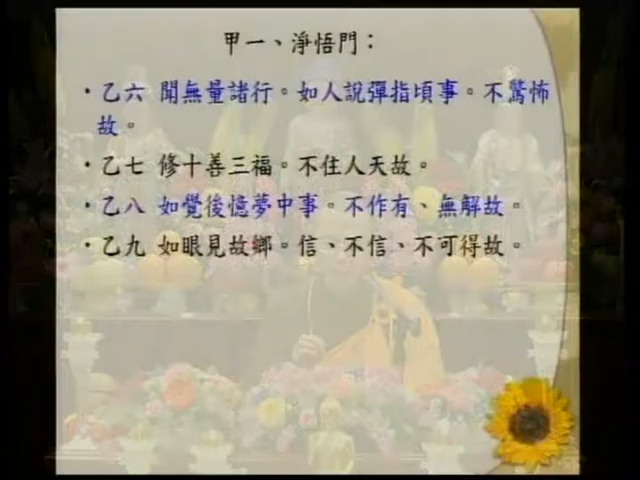 甲一、淨悟門：
・乙六 聞無量諸行。如人說彈指頃事。不驚怖
故。
・乙七 修十善三福。不住人天故。
・乙八 如覺後憶夢中事。不作有、無解故。
・乙九 如眼見故鄉。信、不信、不可得故。